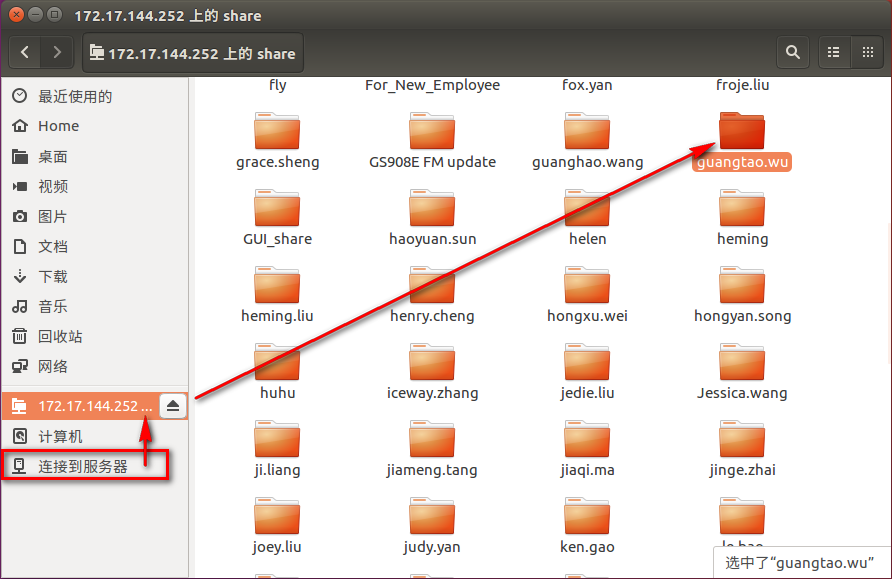 172.17.144.252 上的 share
172.17.144.252 上的 share
最近使用的
Home
桌面
视频
图片
文档
下载
音乐
回收站
网络
172.17.144.252 ...
计算机
连接到服务器
fly For_New_Employee fox.yan froje.liu
grace.sheng GS908E FM update guanghao.wang guangtao.wu
GUI_share haoyuan.sun helen heming
heming.liu henry.cheng hongxu.wei hongyan.song
huhu iceway.zhang jedie.liu Jessica.wang
ji.liang jiameng.tang jiaqi.ma jinge.zhai
joey.liu judy.yan ken.gao
选中了“guangtao.wu”